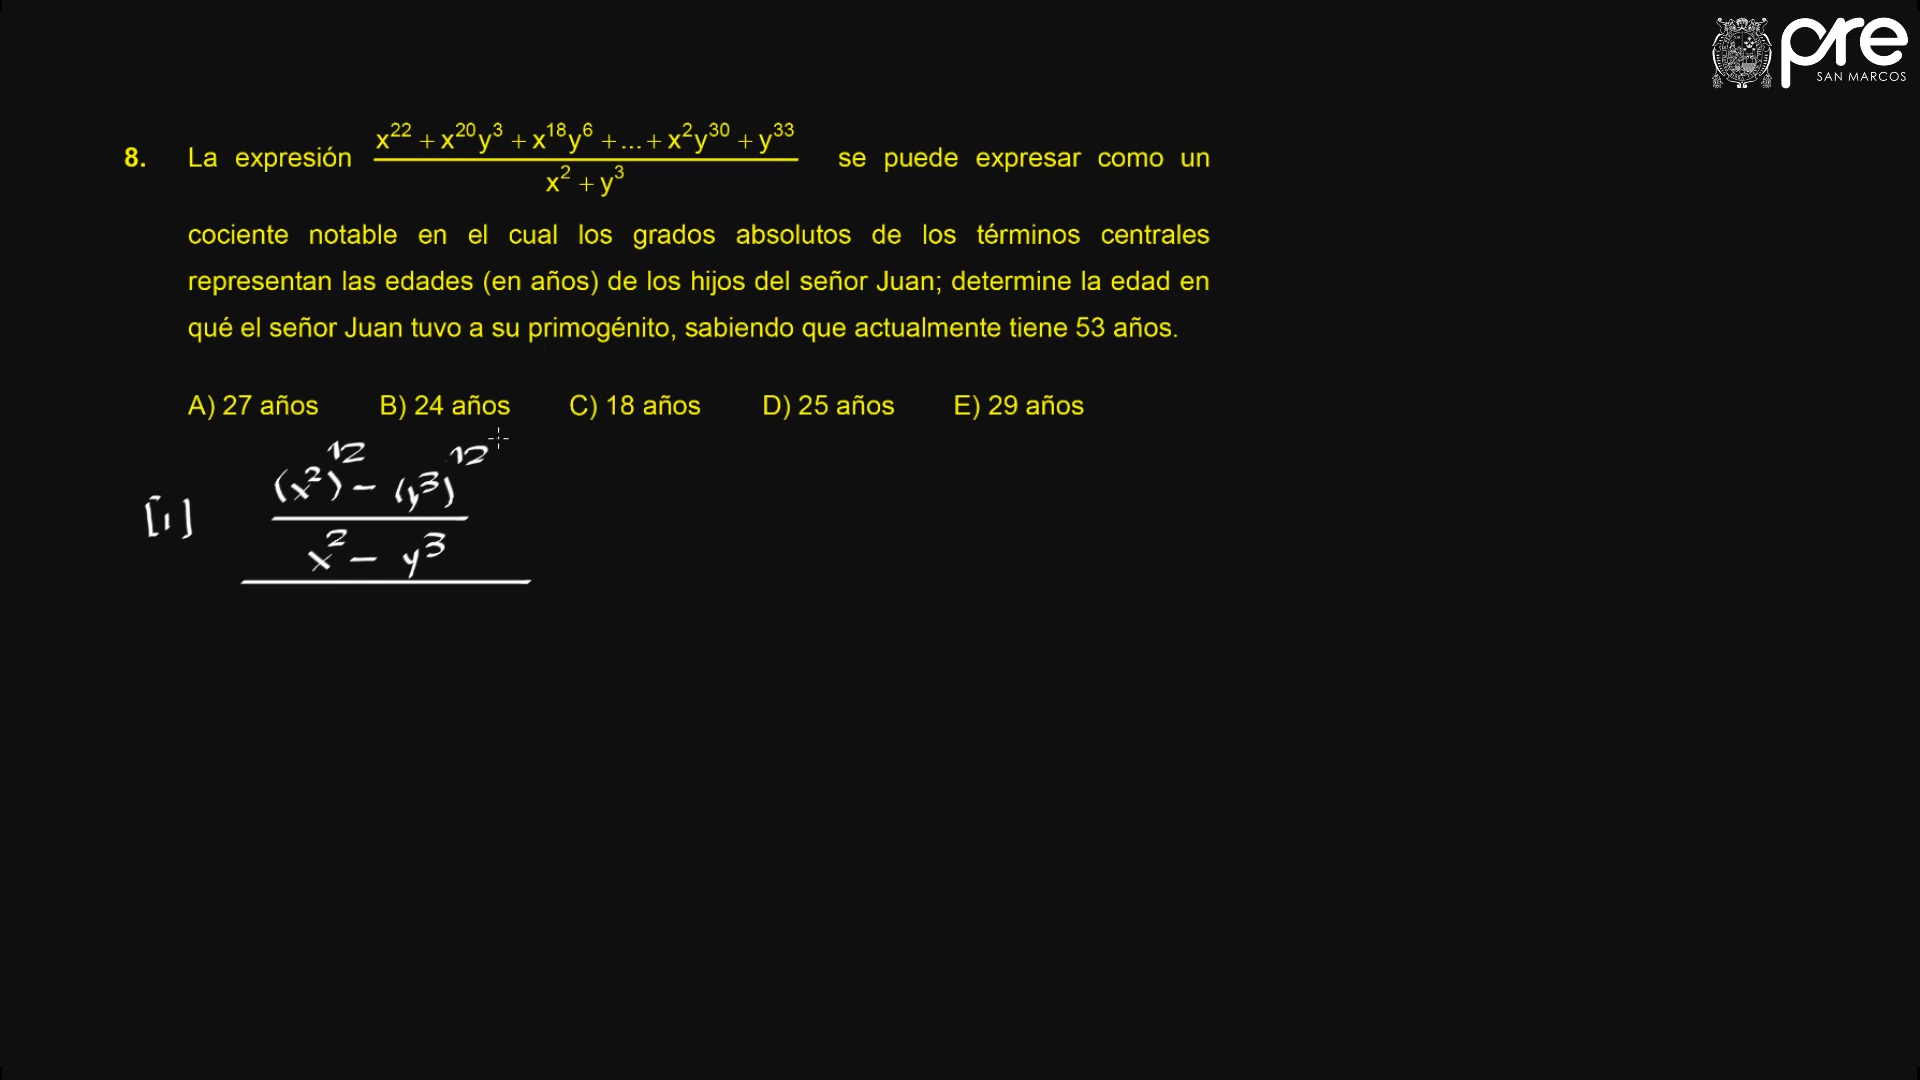 pre
SAN MARCOS
8. La expresión (x^22 + x^20 y^3 + x^18 y^6 + ... + x^2 y^30 + y^33) / (x^2 + y^3) se puede expresar como un
cociente notable en el cual los grados absolutos de los términos centrales
representan las edades (en años) de los hijos del señor Juan; determine la edad en
qué el señor Juan tuvo a su primogénito, sabiendo que actualmente tiene 53 años.
A) 27 años B) 24 años C) 18 años D) 25 años E) 29 años
(x^2)^12 - (y^3)^12
[1]
x^2 - y^3